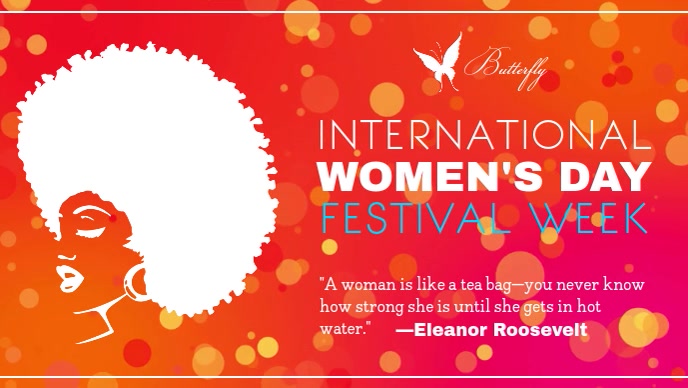 Butterfly
INTERNATIONAL
WOMEN'S DAY
FESTIVAL WEEK
"A woman is like a tea bag—you never know
how strong she is until she gets in hot
water." —Eleanor Roosevelt